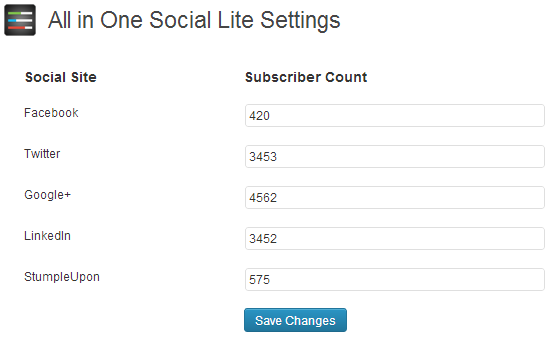 All in One Social Lite Settings
Social Site Subscriber Count
Facebook 420
Twitter 3453
Google+ 4562
LinkedIn 3452
StumpleUpon 575
Save Changes